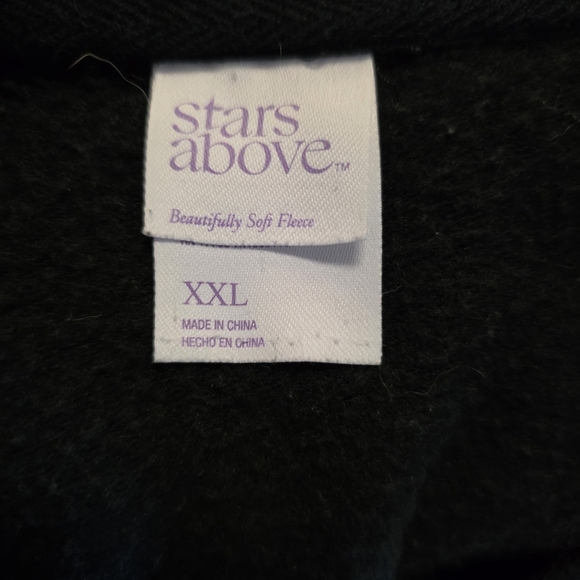 stars
above™
Beautifully Soft Fleece
XXL
MADE IN CHINA
HECHO EN CHINA